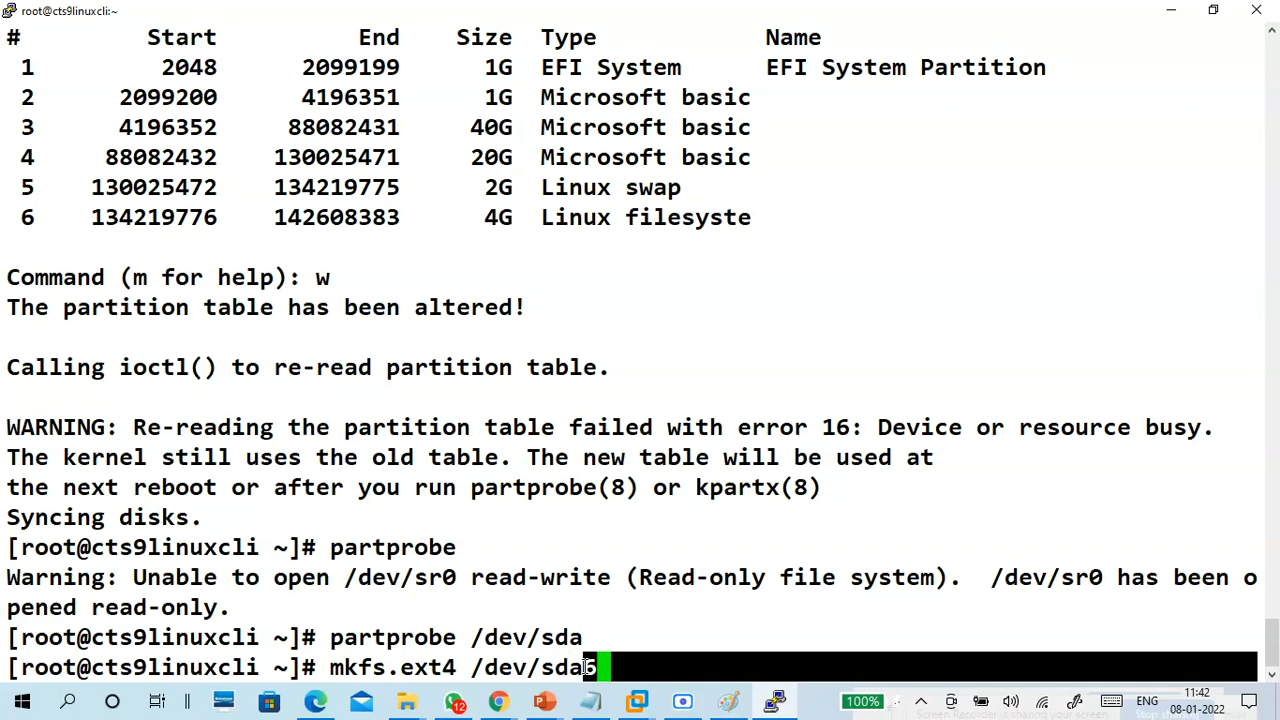 root@cts9linuxcli:~
#         Start          End    Size  Type            Name
1         2048      2099199      1G  EFI System      EFI System Partition
2      2099200      4196351      1G  Microsoft basic
3      4196352     88082431     40G  Microsoft basic
4     88082432    130025471     20G  Microsoft basic
5    130025472    134219775      2G  Linux swap
6    134219776    142608383      4G  Linux filesyste
Command (m for help): w
The partition table has been altered!
Calling ioctl() to re-read partition table.
WARNING: Re-reading the partition table failed with error 16: Device or resource busy.
The kernel still uses the old table. The new table will be used at
the next reboot or after you run partprobe(8) or kpartx(8)
Syncing disks.
[root@cts9linuxcli ~]# partprobe
Warning: Unable to open /dev/sr0 read-write (Read-only file system).  /dev/sr0 has been o
pened read-only.
[root@cts9linuxcli ~]# partprobe /dev/sda
[root@cts9linuxcli ~]# mkfs.ext4 /dev/sda6
12
100%
ENG
11:42
08-01-2022
Screen Recorder is sharing your screen.